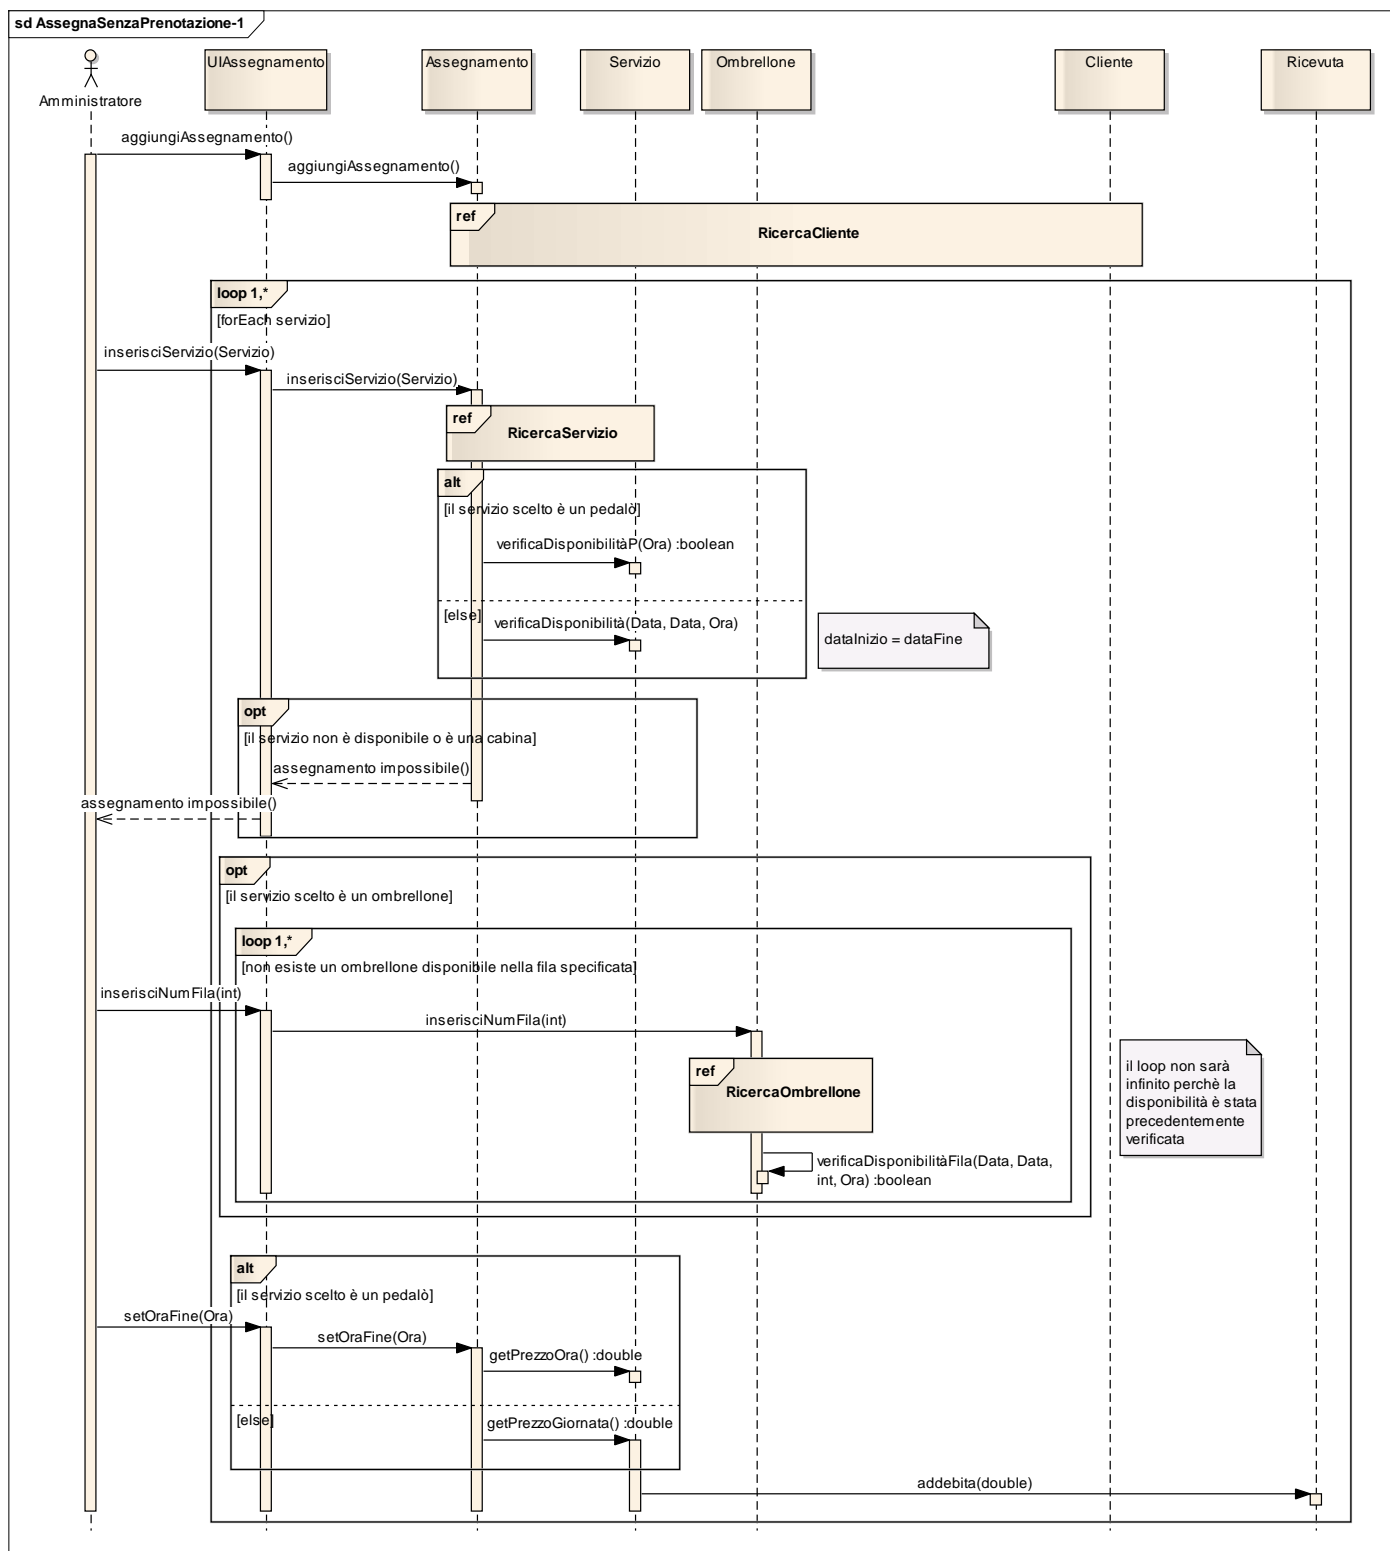 sd AssegnaSenzaPrenotazione-1
Amministratore
UIAssegnamento
Assegnamento
Servizio
Ombrellone
Cliente
Ricevuta
aggiungiAssegnamento()
aggiungiAssegnamento()
ref
RicercaCliente
loop 1,*
[forEach servizio]
inserisciServizio(Servizio)
inserisciServizio(Servizio)
ref
RicercaServizio
alt
[il servizio scelto è un pedalò]
verificaDisponibilitàP(Ora) :boolean
[else]
verificaDisponibilità(Data, Data, Ora)
dataInizio = dataFine
opt
[il servizio non è disponibile o è una cabina]
assegnamento impossibile()
assegnamento impossibile()
opt
[il servizio scelto è un ombrellone]
loop 1,*
[non esiste un ombrellone disponibile nella fila specificata]
inserisciNumFila(int)
inserisciNumFila(int)
ref
RicercaOmbrellone
il loop non sarà
infinito perchè la
disponibilità è stata
precedentemente
verificata
verificaDisponibilitàFila(Data, Data,
int, Ora) :boolean
alt
[il servizio scelto è un pedalò]
setOraFine(Ora)
setOraFine(Ora)
getPrezzoOra() :double
[else]
getPrezzoGiornata() :double
addebita(double)